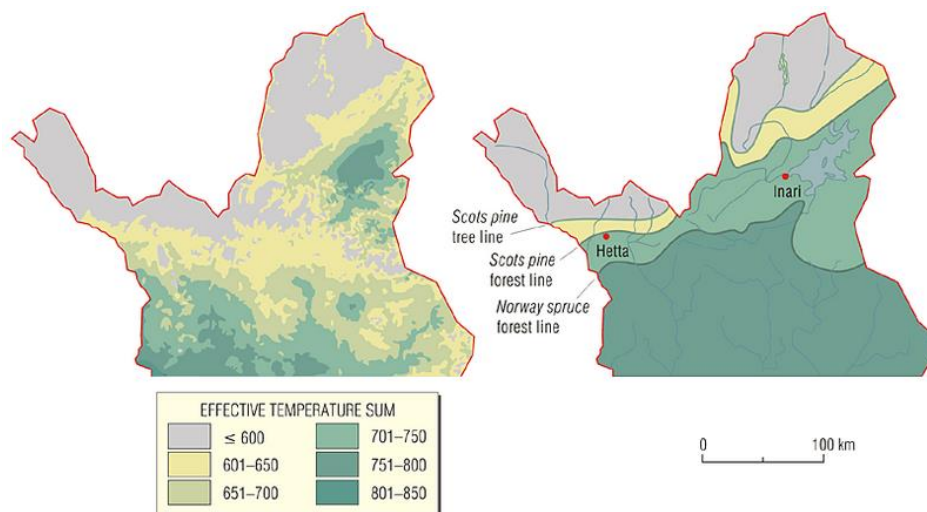 Scots pine
tree line
Scots pine
forest line
Norway spruce
forest line
Hetta
Inari
EFFECTIVE TEMPERATURE SUM
≤ 600
601–650
651–700
701–750
751–800
801–850
0 100 km